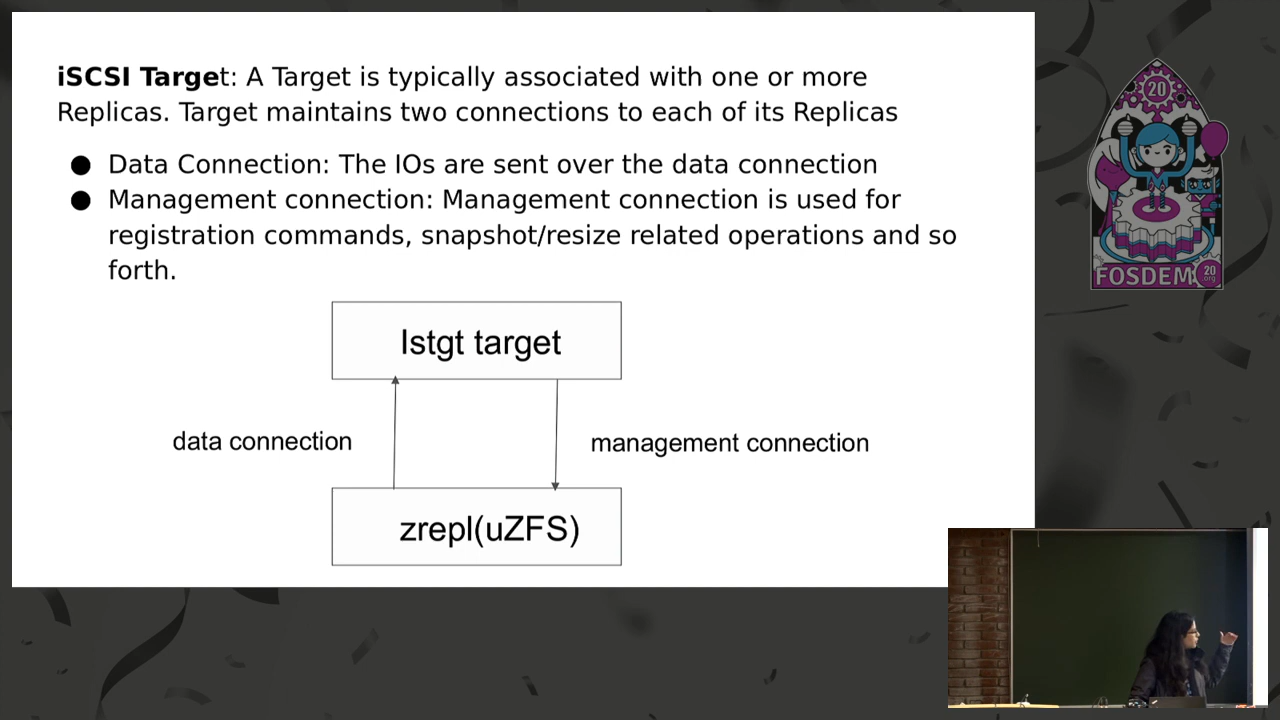 iSCSI Target: A Target is typically associated with one or more
Replicas. Target maintains two connections to each of its Replicas
● Data Connection: The IOs are sent over the data connection
● Management connection: Management connection is used for
registration commands, snapshot/resize related operations and so
forth.
Istgt target
data connection
management connection
zrepl(uZFS)
20
FOSDEM
20
.org